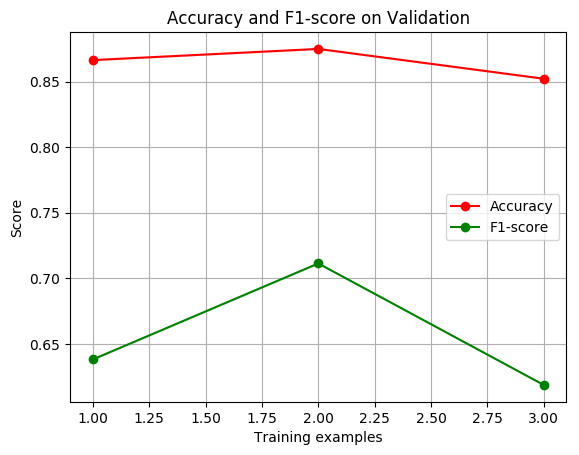 Accuracy and F1-score on Validation
0.85
0.80
0.75
0.70
0.65
Score
Accuracy
F1-score
1.00 1.25 1.50 1.75 2.00 2.25 2.50 2.75 3.00
Training examples